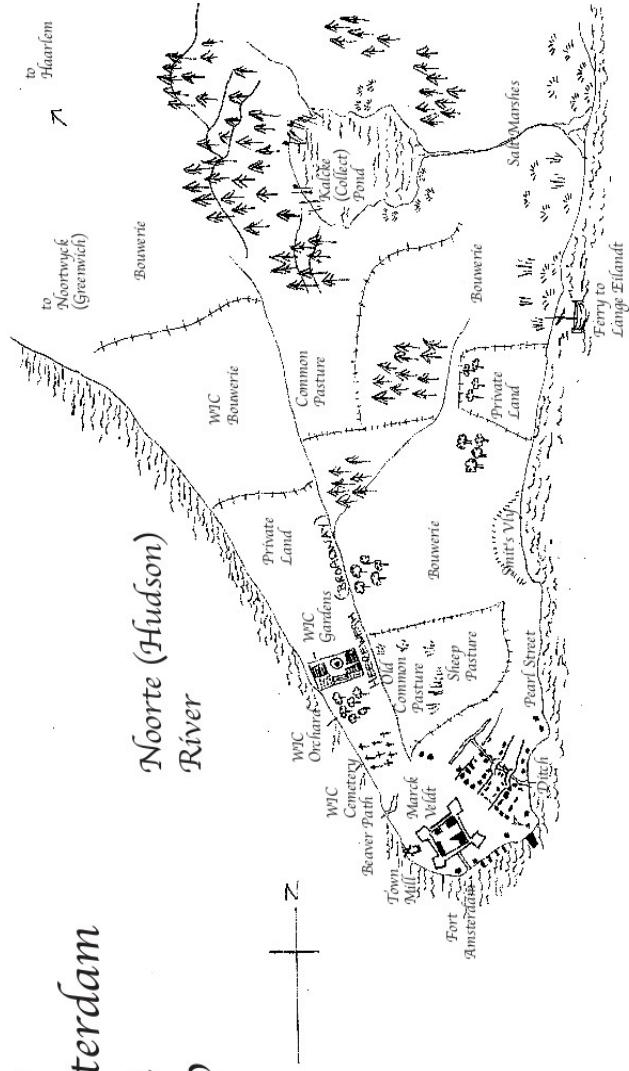 terdam
)
Noorte (Hudson)
River
to
Haarlem
to
Noortwyck
(Greenwich)
Bouwerie
WIC
Bouwerie
Kalcke
(Collect)
Pond
Common
Pasture
Private
Land
WIC
Gardens
(BROADWAY)
HEEREWEGH
WIC
Orchard
WIC
Cemetery
Beaver Path
Town
Mill
Fort
Amsterdam
Marck
Veldt
Old
Common
Pasture
Sheep
Pasture
Bouwerie
Bouwerie
Salt Marshes
Private
Land
Smit's Vly
Pearl Street
Ditch
Ferry to
Lange Eilandt